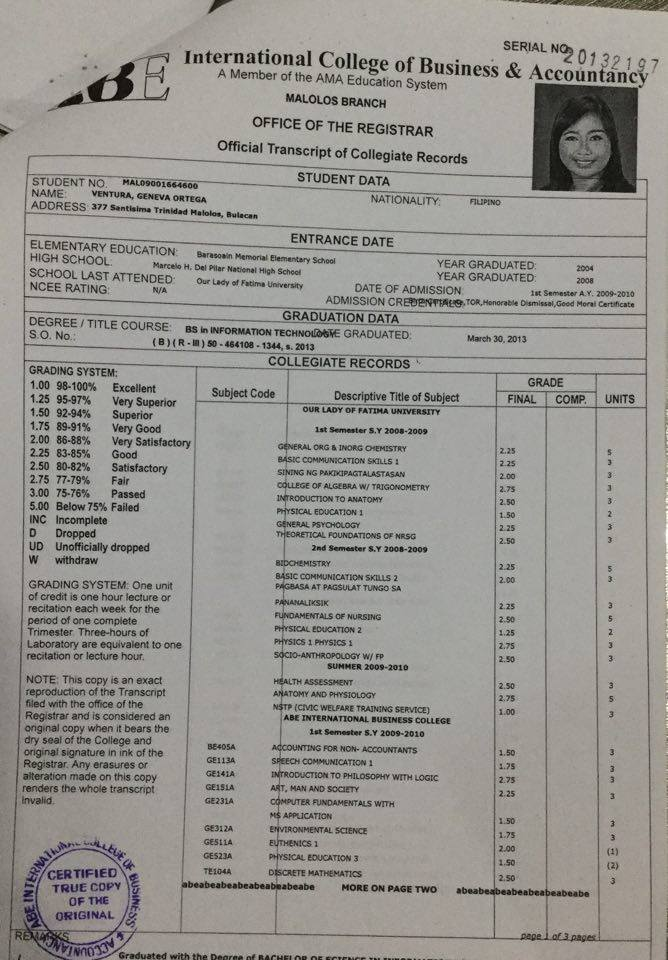 SERIAL NO. 20132197
ABE International College of Business & Accountancy
A Member of the AMA Education System
MALOLOS BRANCH
OFFICE OF THE REGISTRAR
Official Transcript of Collegiate Records
STUDENT DATA
STUDENT NO. MAL09001664600
NAME: VENTURA, GENEVA ORTEGA NATIONALITY: FILIPINO
ADDRESS: 377 Santisima Trinidad Malolos, Bulacan
ENTRANCE DATE
ELEMENTARY EDUCATION: Barasoain Memorial Elementary School YEAR GRADUATED: 2004
HIGH SCHOOL: Marcelo H. Del Pilar National High School YEAR GRADUATED: 2008
SCHOOL LAST ATTENDED: Our Lady of Fatima University DATE OF ADMISSION: 1st Semester A.Y. 2009-2010
NCEE RATING: N/A ADMISSION CREDENTIALS: TOR,Honorable Dismissal,Good Moral Certificate
GRADUATION DATA
DEGREE / TITLE COURSE: BS in INFORMATION TECHNOLOGY DATE GRADUATED: March 30, 2013
S.O. No.: ( B ) ( R - III ) 50 - 464108 - 1344, s. 2013
COLLEGIATE RECORDS
GRADING SYSTEM:
1.00 98-100% Excellent
1.25 95-97% Very Superior
1.50 92-94% Superior
1.75 89-91% Very Good
2.00 86-88% Very Satisfactory
2.25 83-85% Good
2.50 80-82% Satisfactory
2.75 77-79% Fair
3.00 75-76% Passed
5.00 Below 75% Failed
INC Incomplete
D Dropped
UD Unofficially dropped
W withdraw
GRADING SYSTEM: One unit
of credit is one hour lecture or
recitation each week for the
period of one complete
Trimester. Three-hours of
Laboratory are equivalent to one
recitation or lecture hour.
NOTE: This copy is an exact
reproduction of the Transcript
filed with the office of the
Registrar and is considered an
original copy when it bears the
dry seal of the College and
original signature in ink of the
Registrar. Any erasures or
alteration made on this copy
renders the whole transcript
invalid.
Subject Code Descriptive Title of Subject GRADE UNITS
FINAL COMP.
OUR LADY OF FATIMA UNIVERSITY
1st Semester S.Y 2008-2009
GENERAL ORG & INORG CHEMISTRY 2.25 5
BASIC COMMUNICATION SKILLS 1 2.25 3
SINING NG PAKIKIPAGTALASTASAN 2.00 3
COLLEGE OF ALGEBRA W/ TRIGONOMETRY 2.75 3
INTRODUCTION TO ANATOMY 2.50 3
PHYSICAL EDUCATION 1 1.50 2
GENERAL PSYCHOLOGY 2.25 3
THEORETICAL FOUNDATIONS OF NRSG 2.50 3
2nd Semester S.Y 2008-2009
BIOCHEMISTRY 2.25 5
BASIC COMMUNICATION SKILLS 2 2.00 3
PAGBASA AT PAGSULAT TUNGO SA
PANANALIKSIK 2.25 3
FUNDAMENTALS OF NURSING 2.50 5
PHYSICAL EDUCATION 2 1.25 2
PHYSICS 1 PHYSICS 1 2.75 3
SOCIO-ANTHROPOLOGY W/ FP 2.50 3
SUMMER 2009-2010
HEALTH ASSESSMENT 2.50 3
ANATOMY AND PHYSIOLOGY 2.75 5
NSTP (CIVIC WELFARE TRAINING SERVICE) 1.00 3
ABE INTERNATIONAL BUSINESS COLLEGE
1st Semester S.Y 2009-2010
BE405A ACCOUNTING FOR NON- ACCOUNTANTS 1.50 3
GE113A SPEECH COMMUNICATION 1 1.75 3
GE141A INTRODUCTION TO PHILOSOPHY WITH LOGIC 2.75 3
GE151A ART, MAN AND SOCIETY 2.25 3
GE231A COMPUTER FUNDAMENTALS WITH
MS APPLICATION 1.50 3
GE312A ENVIRONMENTAL SCIENCE 1.75 3
GE511A EUTHENICS 1 2.00 (1)
GE523A PHYSICAL EDUCATION 3 1.50 (2)
TE104A DISCRETE MATHEMATICS 2.50 3
abeabeabeabeabeabeabeabe MORE ON PAGE TWO abeabeabeabeabeabeabeabe
ABE INTERNATIONAL COLLEGE OF BUSINESS & ACCOUNTANCY
CERTIFIED
TRUE COPY
OF THE
ORIGINAL
REMARKS page 1 of 3 pages
Graduated with the Degree of BACHELOR OF SCIENCE IN